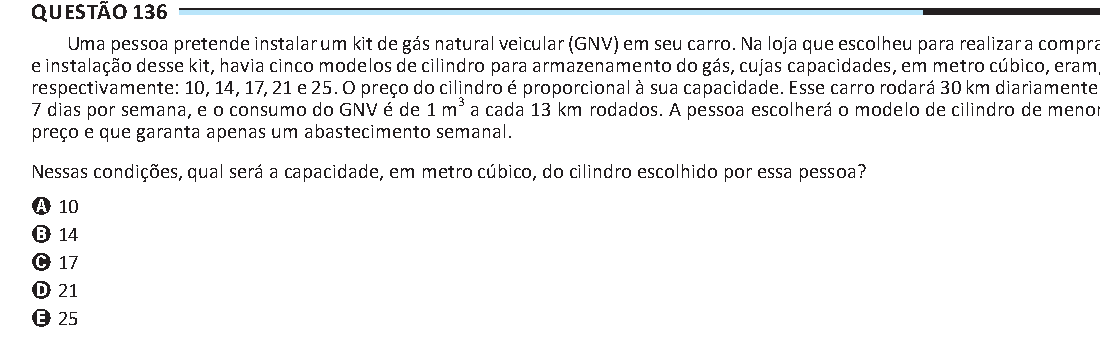 QUESTÃO 136
Uma pessoa pretende instalar um kit de gás natural veicular (GNV) em seu carro. Na loja que escolheu para realizar a compra
e instalação desse kit, havia cinco modelos de cilindro para armazenamento do gás, cujas capacidades, em metro cúbico, eram,
respectivamente: 10, 14, 17, 21 e 25. O preço do cilindro é proporcional à sua capacidade. Esse carro rodará 30 km diariamente
7 dias por semana, e o consumo do GNV é de 1 m³ a cada 13 km rodados. A pessoa escolherá o modelo de cilindro de menor
preço e que garanta apenas um abastecimento semanal.
Nessas condições, qual será a capacidade, em metro cúbico, do cilindro escolhido por essa pessoa?
A 10
B 14
C 17
D 21
E 25